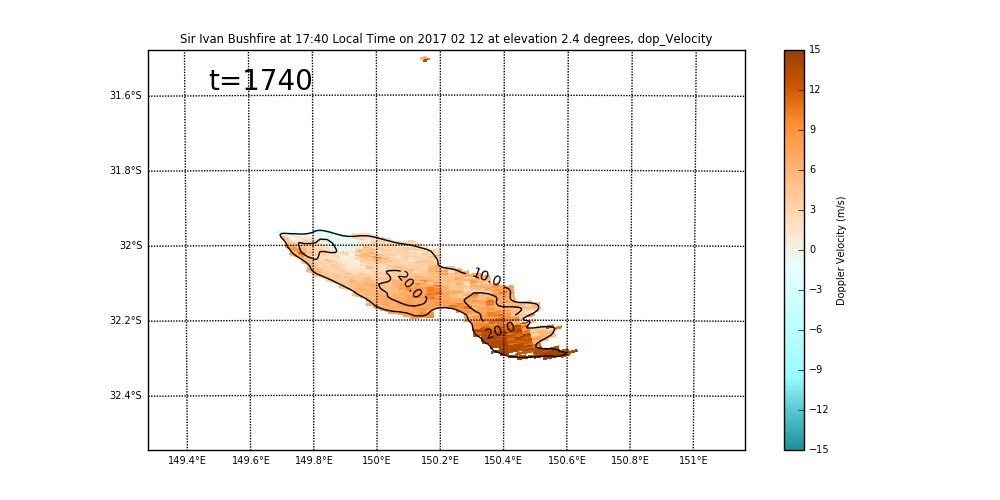 Sir Ivan Bushfire at 17:40 Local Time on 2017 02 12 at elevation 2.4 degrees, dop_Velocity
t=1740
31.6°S
31.8°S
32°S
32.2°S
32.4°S
10.0
20.0
20.0
149.4°E 149.6°E 149.8°E 150°E 150.2°E 150.4°E 150.6°E 150.8°E 151°E
15
12
9
6
3
0
−3
−6
−9
−12
−15
Doppler Velocity (m/s)